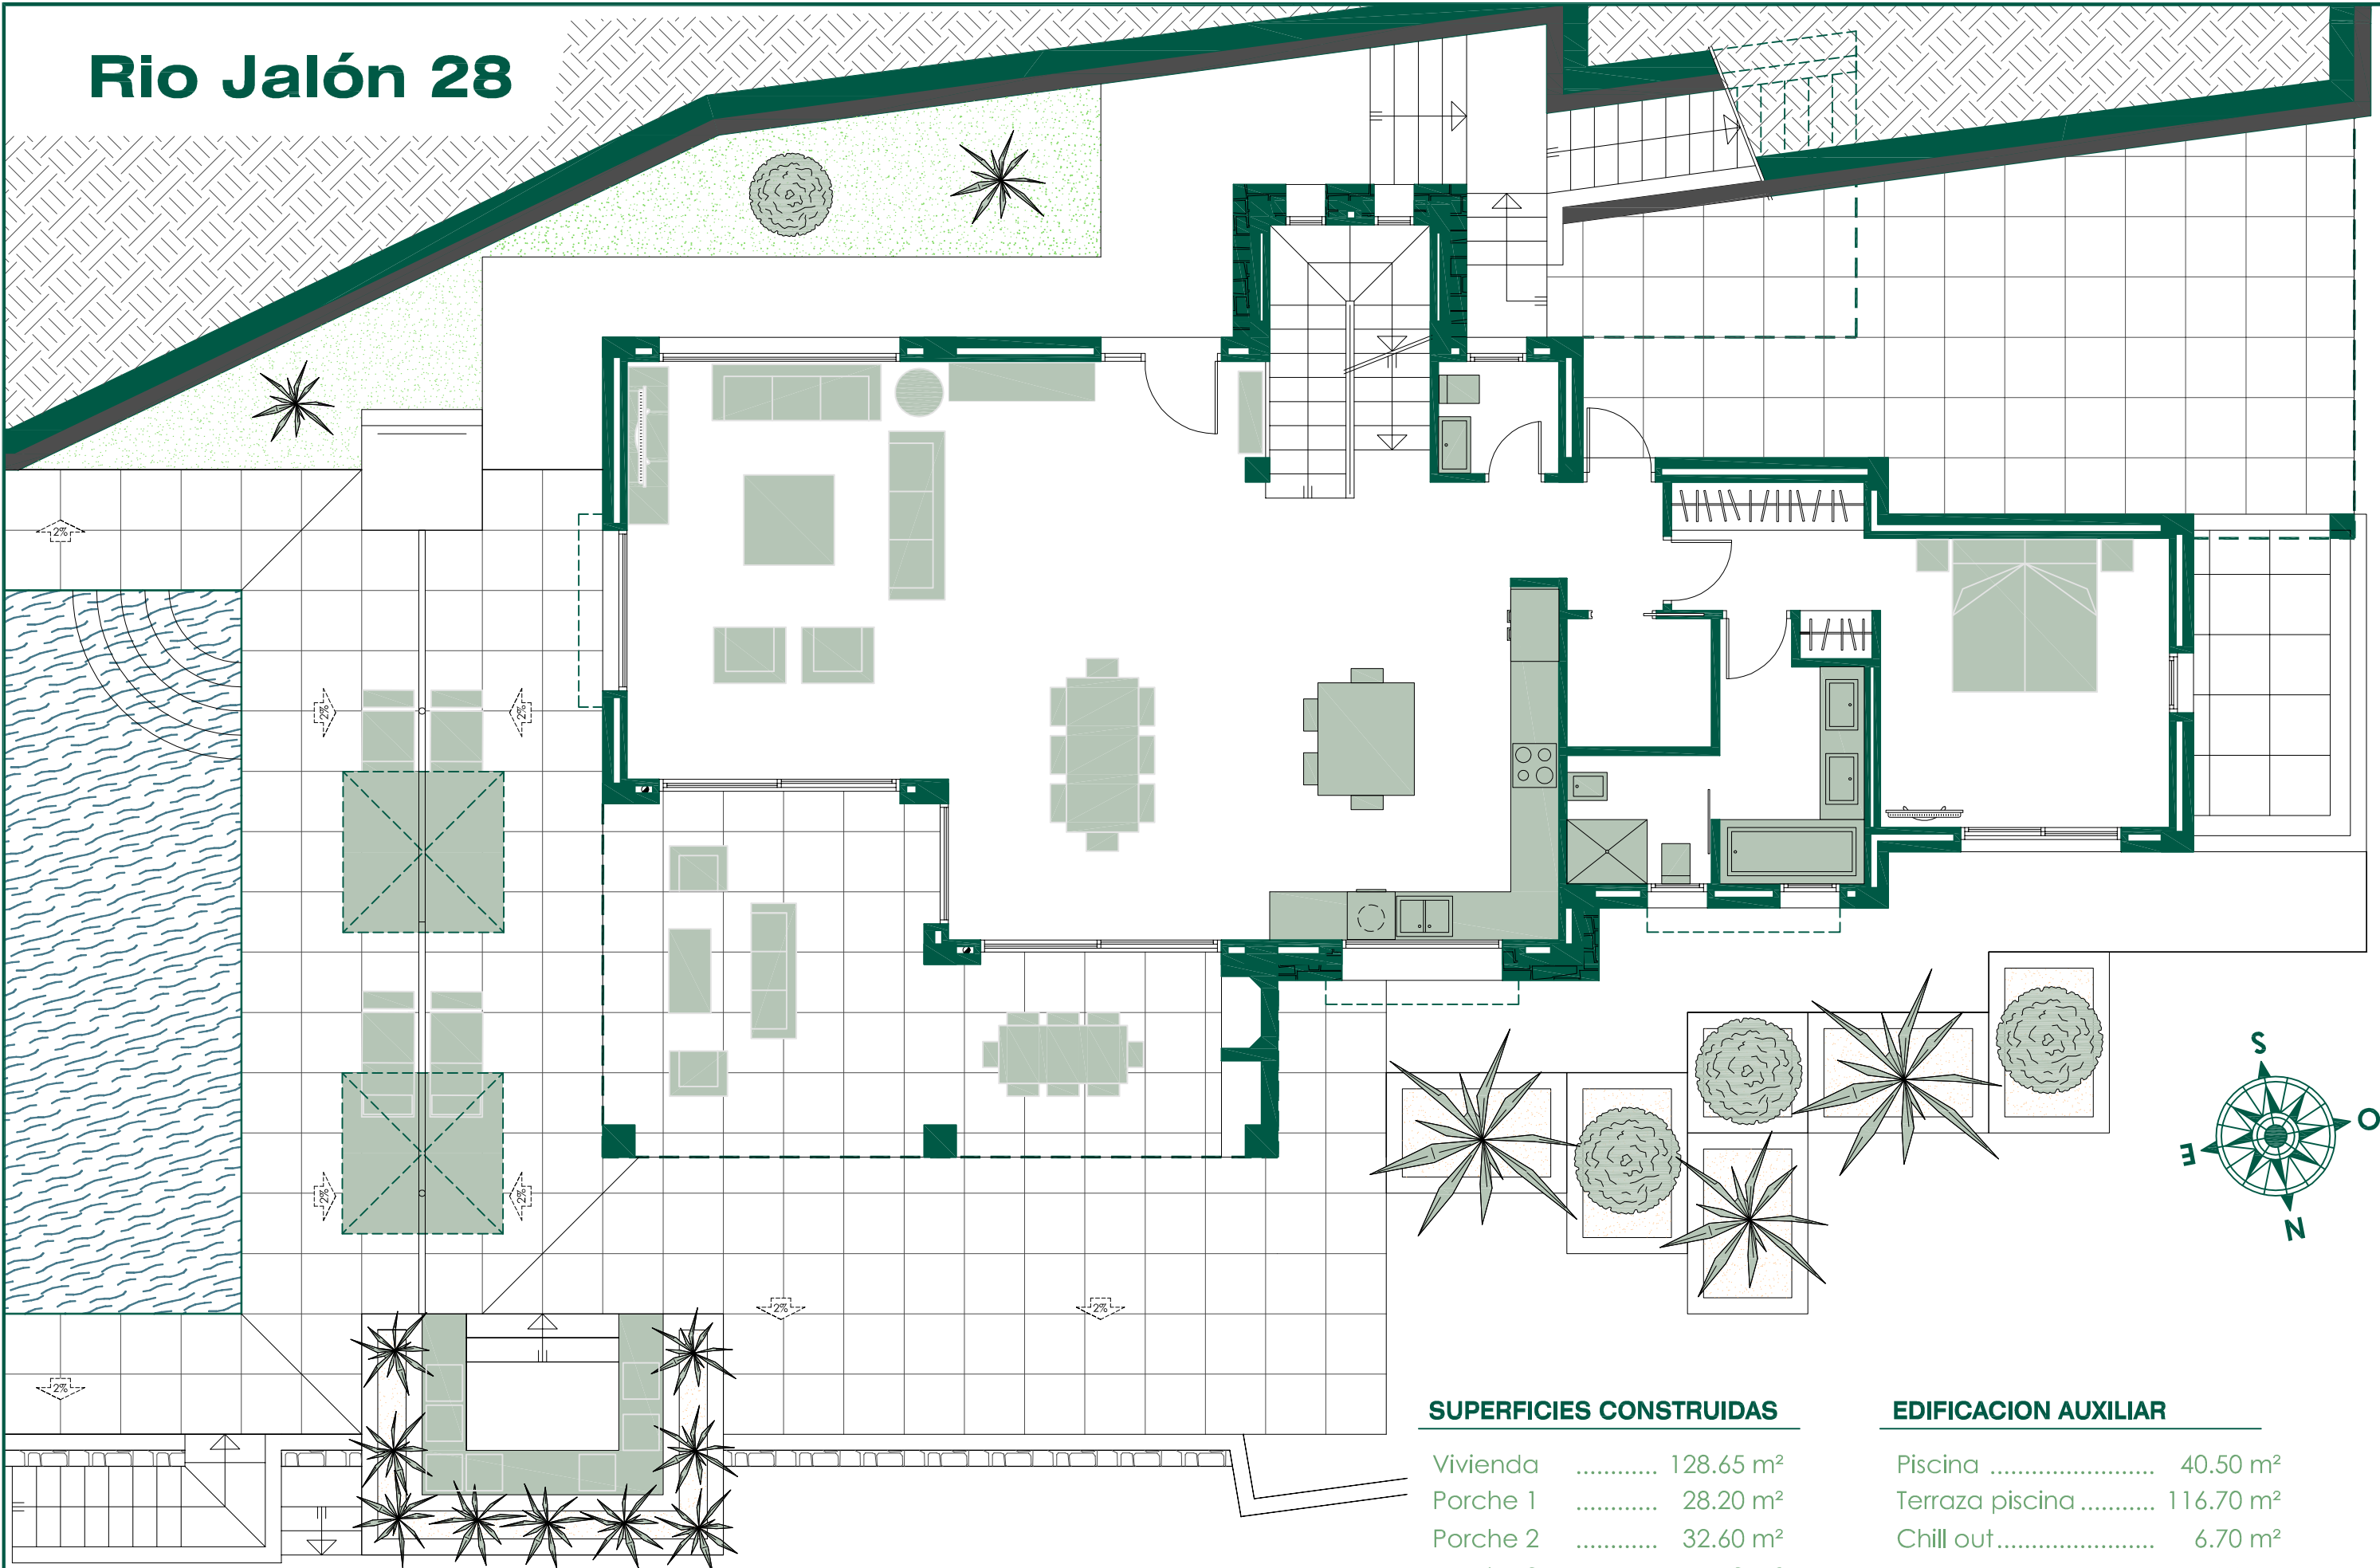 Rio Jalón 28
2%
2%
2%
2%
2%
2%
2%
2%
S
O
E
N
SUPERFICIES CONSTRUIDAS
Vivienda ............ 128.65 m²
Porche 1 ............ 28.20 m²
Porche 2 ............ 32.60 m²
EDIFICACION AUXILIAR
Piscina ........................ 40.50 m²
Terraza piscina ........... 116.70 m²
Chill out ....................... 6.70 m²